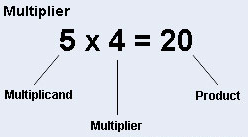 Multiplier
5 x 4 = 20
Multiplicand
Product
Multiplier